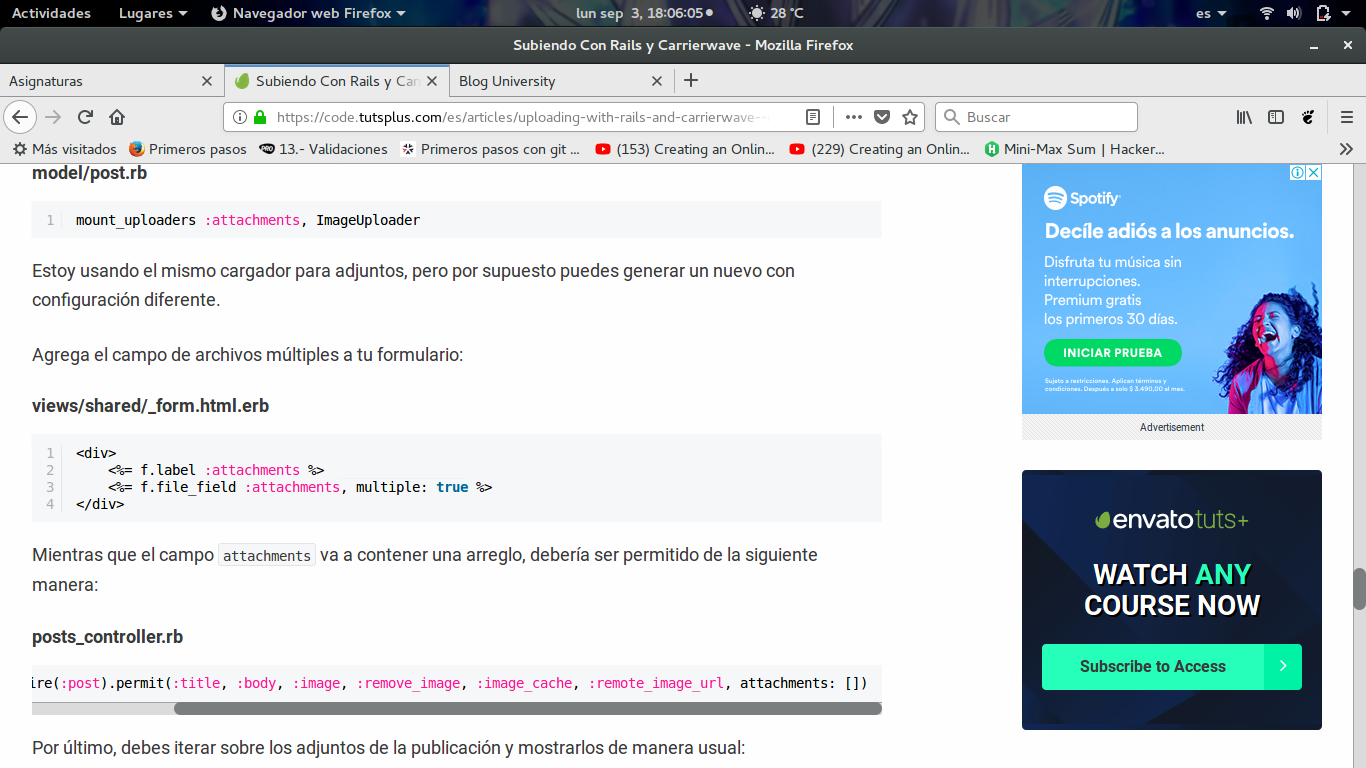 Actividades Lugares Navegador web Firefox lun sep 3, 18:06:05 28 °C es
Subiendo Con Rails y Carrierwave - Mozilla Firefox
Asignaturas Subiendo Con Rails y Car Blog University
https://code.tutsplus.com/es/articles/uploading-with-rails-and-carrierwave-- Buscar
Más visitados Primeros pasos 13.- Validaciones Primeros pasos con git ... (153) Creating an Onlin... (229) Creating an Onlin... Mini-Max Sum | Hacker...
model/post.rb
1 mount_uploaders :attachments, ImageUploader
Estoy usando el mismo cargador para adjuntos, pero por supuesto puedes generar un nuevo con
configuración diferente.
Agrega el campo de archivos múltiples a tu formulario:
views/shared/_form.html.erb
1 <div>
2 <%= f.label :attachments %>
3 <%= f.file_field :attachments, multiple: true %>
4 </div>
Mientras que el campo attachments va a contener una arreglo, debería ser permitido de la siguiente
manera:
posts_controller.rb
ire(:post).permit(:title, :body, :image, :remove_image, :image_cache, :remote_image_url, attachments: [])
Por último, debes iterar sobre los adjuntos de la publicación y mostrarlos de manera usual:
Spotify
Decíle adiós a los anuncios.
Disfruta tu música sin
interrupciones.
Premium gratis
los primeros 30 días.
INICIAR PRUEBA
Sujeto a restricciones. Aplican términos y
condiciones. Después a solo $ 3.490,00 al mes.
Advertisement
envatotuts+
WATCH ANY
COURSE NOW
Subscribe to Access